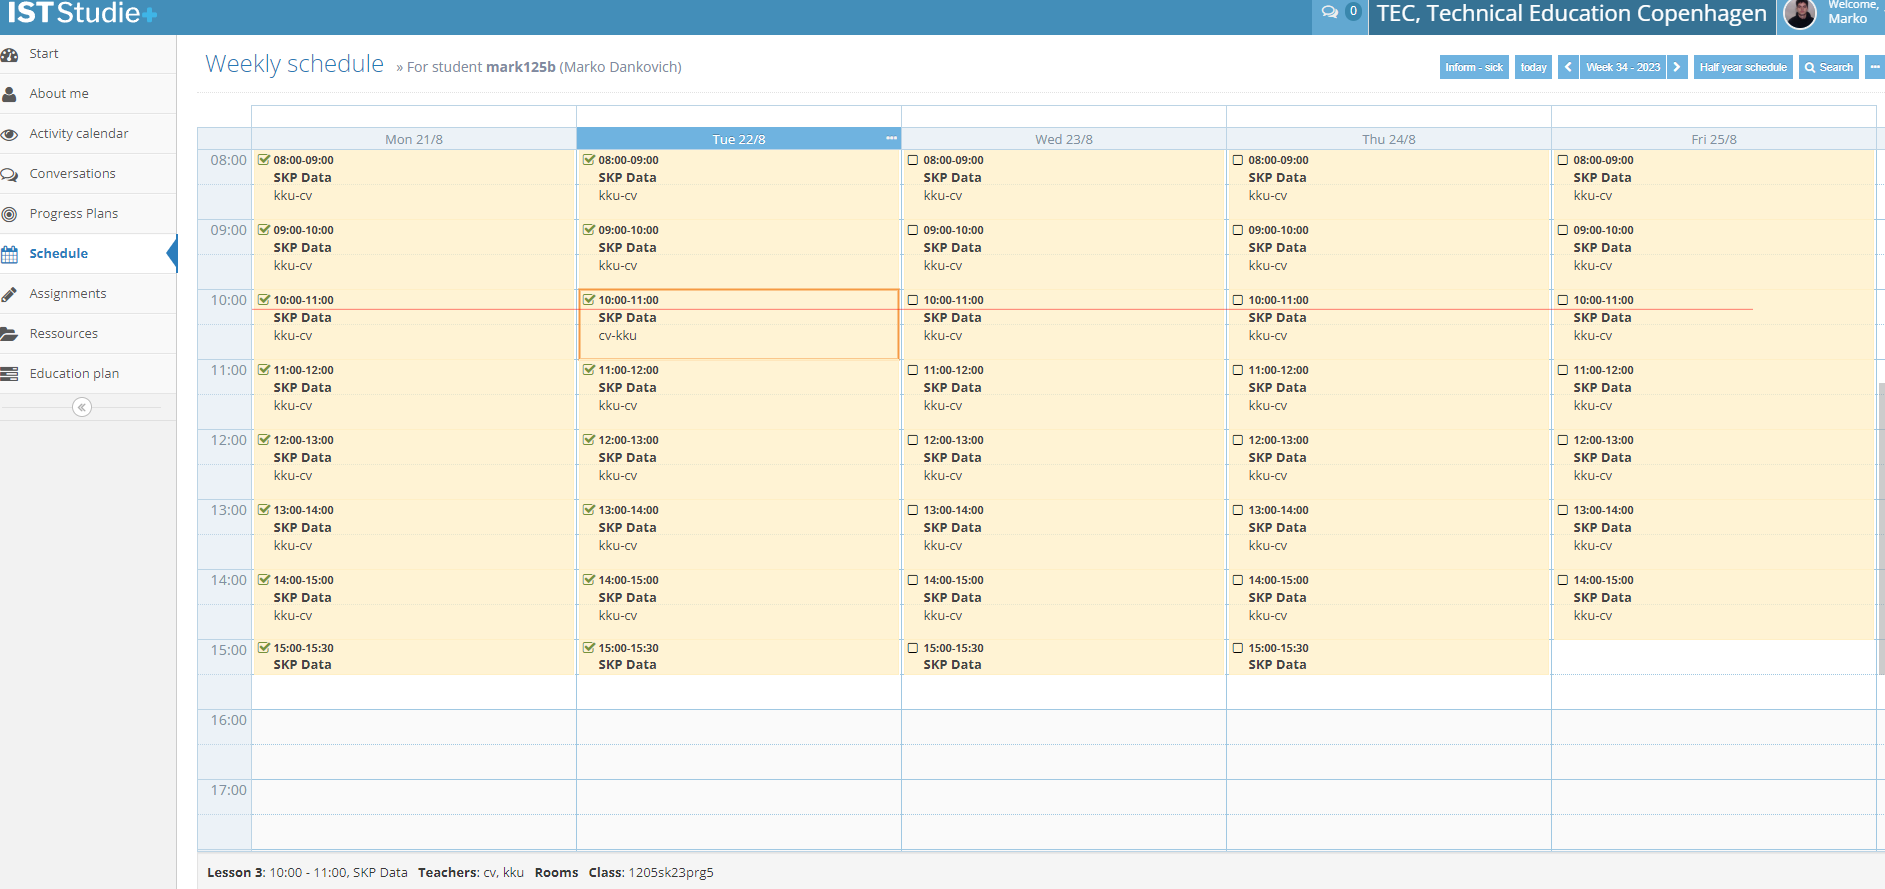 IST Studie+
0
TEC, Technical Education Copenhagen
Welcome,
Marko
Start
About me
Activity calendar
Conversations
Progress Plans
Schedule
Assignments
Ressources
Education plan
Weekly schedule » For student mark125b (Marko Dankovich)
Inform - sick today Week 34 - 2023 Half year schedule Search
Mon 21/8 Tue 22/8 Wed 23/8 Thu 24/8 Fri 25/8
08:00 08:00-09:00 08:00-09:00 08:00-09:00 08:00-09:00 08:00-09:00
SKP Data SKP Data SKP Data SKP Data SKP Data
kku-cv kku-cv kku-cv kku-cv kku-cv
09:00 09:00-10:00 09:00-10:00 09:00-10:00 09:00-10:00 09:00-10:00
SKP Data SKP Data SKP Data SKP Data SKP Data
kku-cv kku-cv kku-cv kku-cv kku-cv
10:00 10:00-11:00 10:00-11:00 10:00-11:00 10:00-11:00 10:00-11:00
SKP Data SKP Data SKP Data SKP Data SKP Data
kku-cv cv-kku kku-cv kku-cv kku-cv
11:00 11:00-12:00 11:00-12:00 11:00-12:00 11:00-12:00 11:00-12:00
SKP Data SKP Data SKP Data SKP Data SKP Data
kku-cv kku-cv kku-cv kku-cv kku-cv
12:00 12:00-13:00 12:00-13:00 12:00-13:00 12:00-13:00 12:00-13:00
SKP Data SKP Data SKP Data SKP Data SKP Data
kku-cv kku-cv kku-cv kku-cv kku-cv
13:00 13:00-14:00 13:00-14:00 13:00-14:00 13:00-14:00 13:00-14:00
SKP Data SKP Data SKP Data SKP Data SKP Data
kku-cv kku-cv kku-cv kku-cv kku-cv
14:00 14:00-15:00 14:00-15:00 14:00-15:00 14:00-15:00 14:00-15:00
SKP Data SKP Data SKP Data SKP Data SKP Data
kku-cv kku-cv kku-cv kku-cv kku-cv
15:00 15:00-15:30 15:00-15:30 15:00-15:30 15:00-15:30
SKP Data SKP Data SKP Data SKP Data
16:00
17:00
Lesson 3: 10:00 - 11:00, SKP Data Teachers: cv, kku Rooms Class: 1205sk23prg5